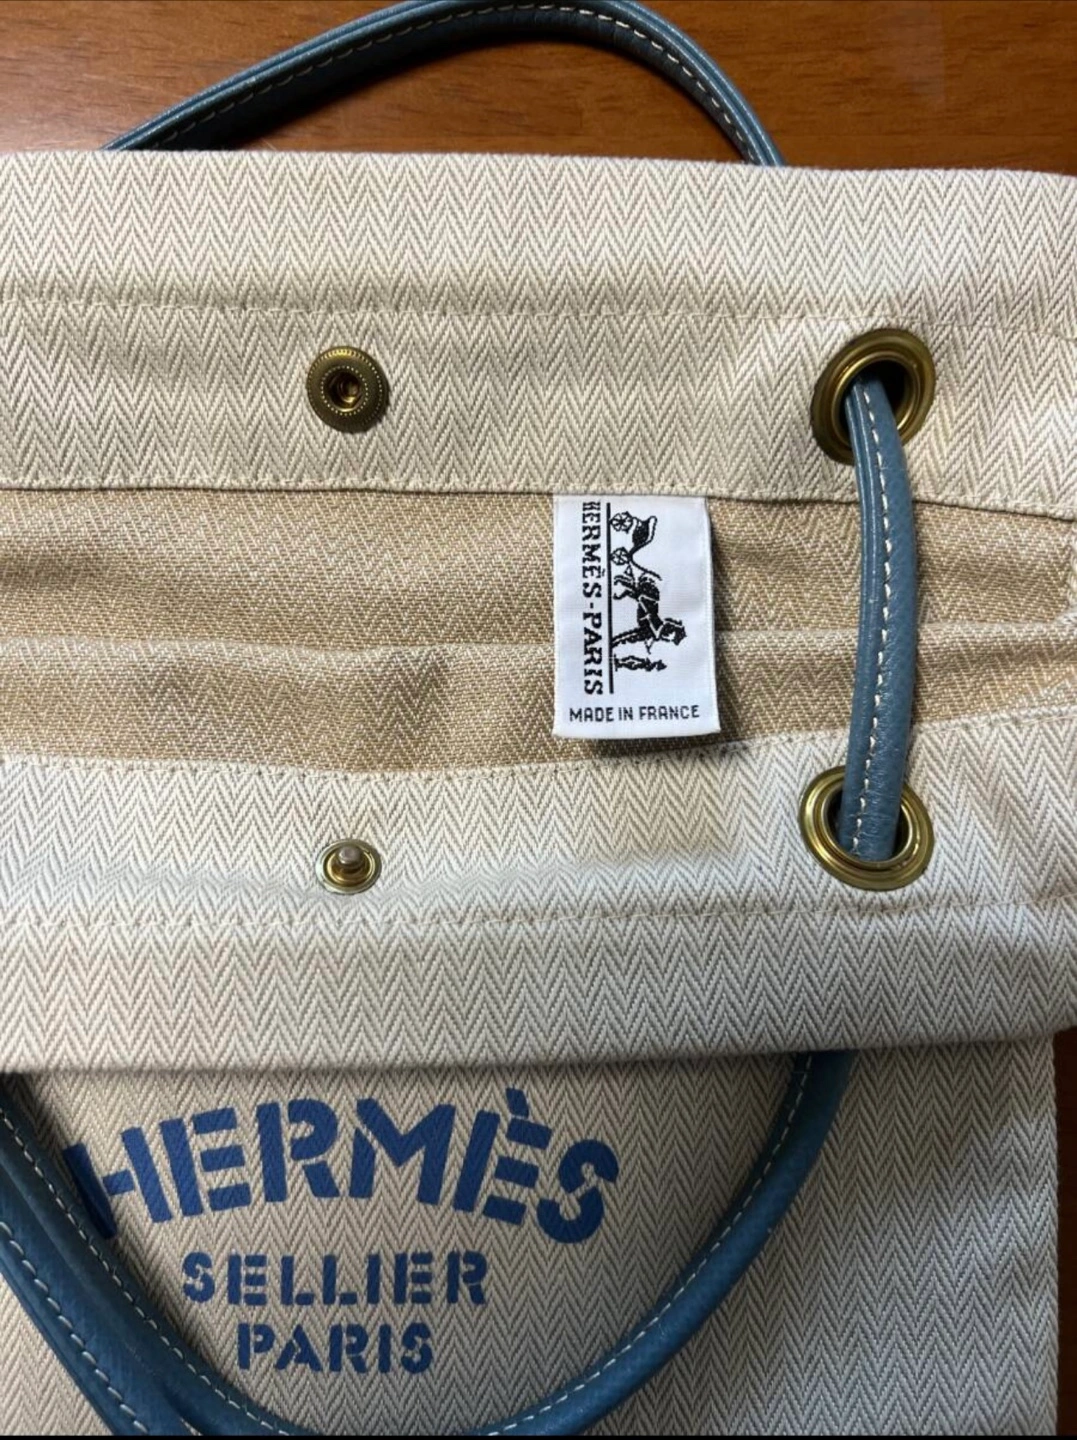 HERMÈS-PARIS
MADE IN FRANCE
HERMÈS
SELLIER
PARIS